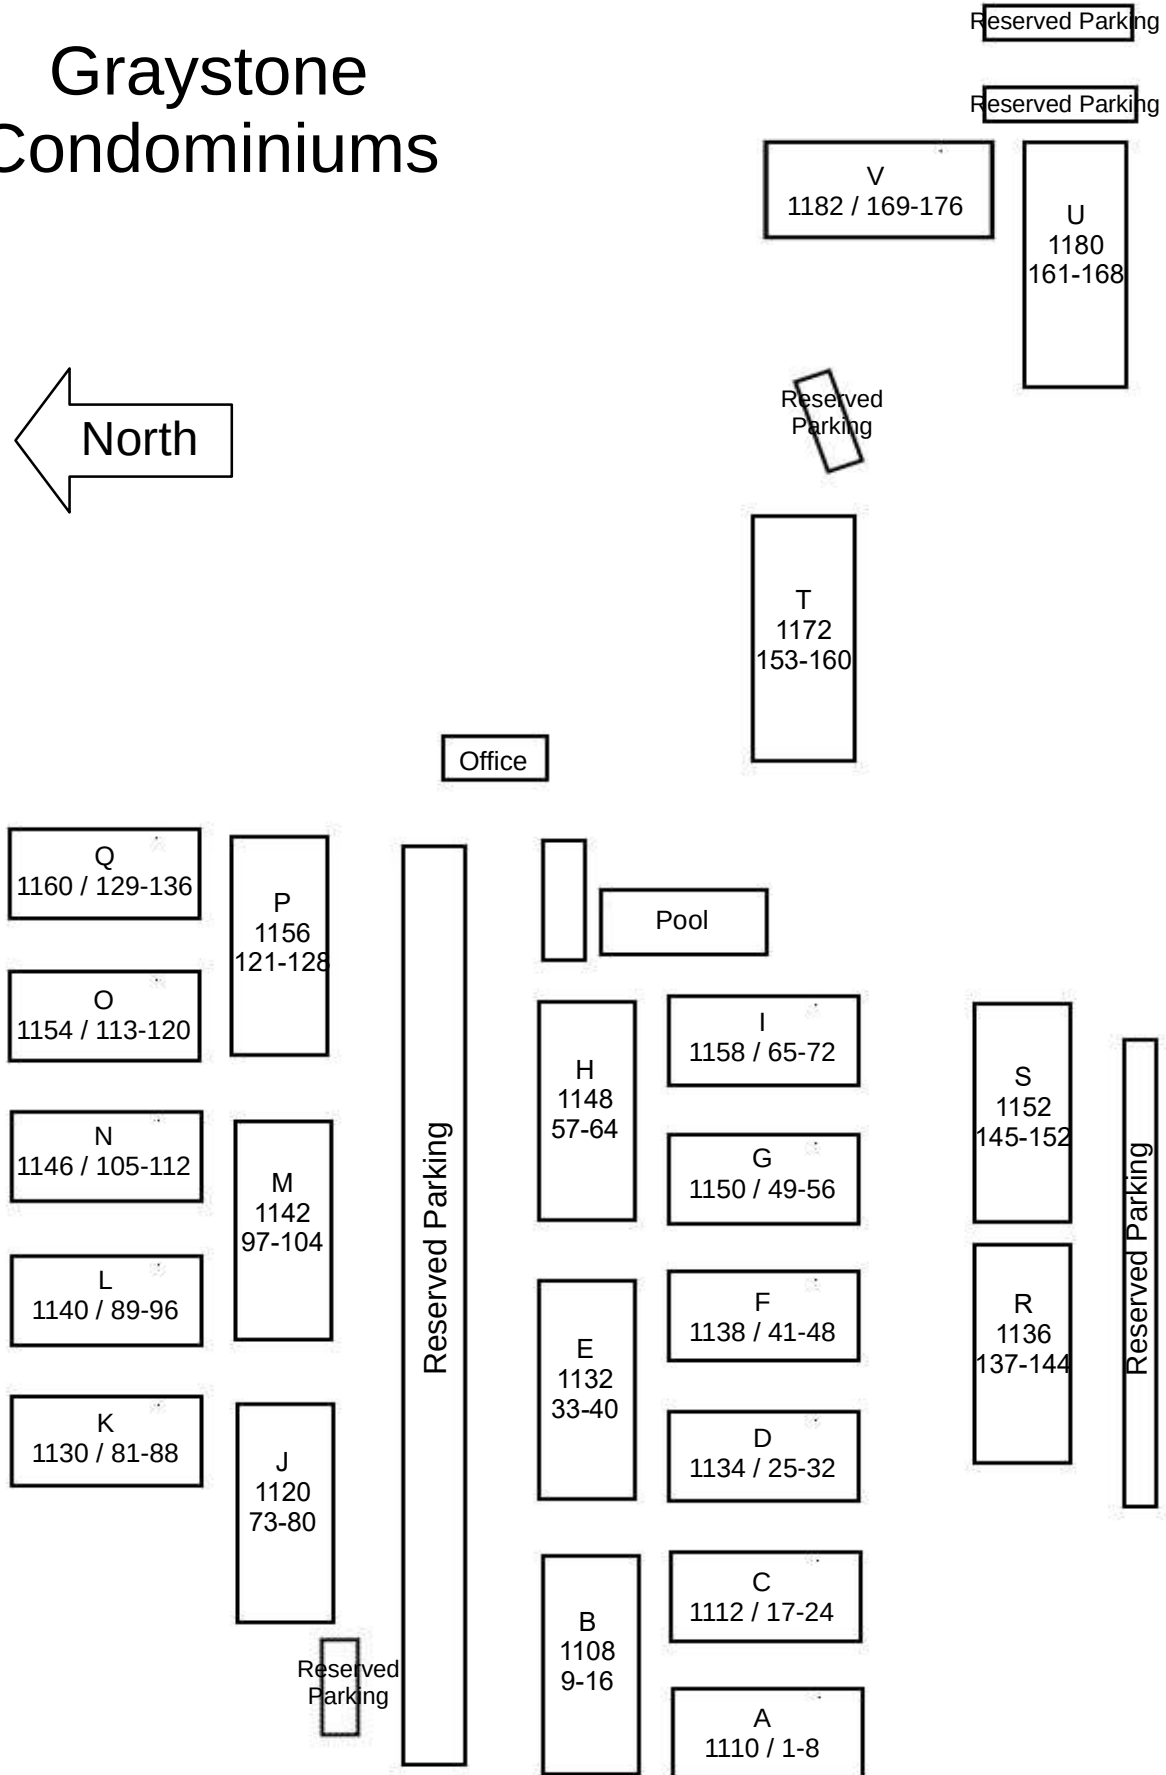 Reserved Parking
Graystone
Condominiums
Reserved Parking
V
1182 / 169-176
U
1180
161-168
North
Reserved
Parking
T
1172
153-160
Office
Q
1160 / 129-136
P
1156
121-128
Pool
O
1154 / 113-120
I
1158 / 65-72
H
1148
57-64
S
1152
145-152
N
1146 / 105-112
M
1142
97-104
Reserved Parking
G
1150 / 49-56
Reserved Parking
L
1140 / 89-96
F
1138 / 41-48
E
1132
33-40
R
1136
137-144
K
1130 / 81-88
J
1120
73-80
D
1134 / 25-32
C
1112 / 17-24
B
1108
9-16
Reserved
Parking
A
1110 / 1-8